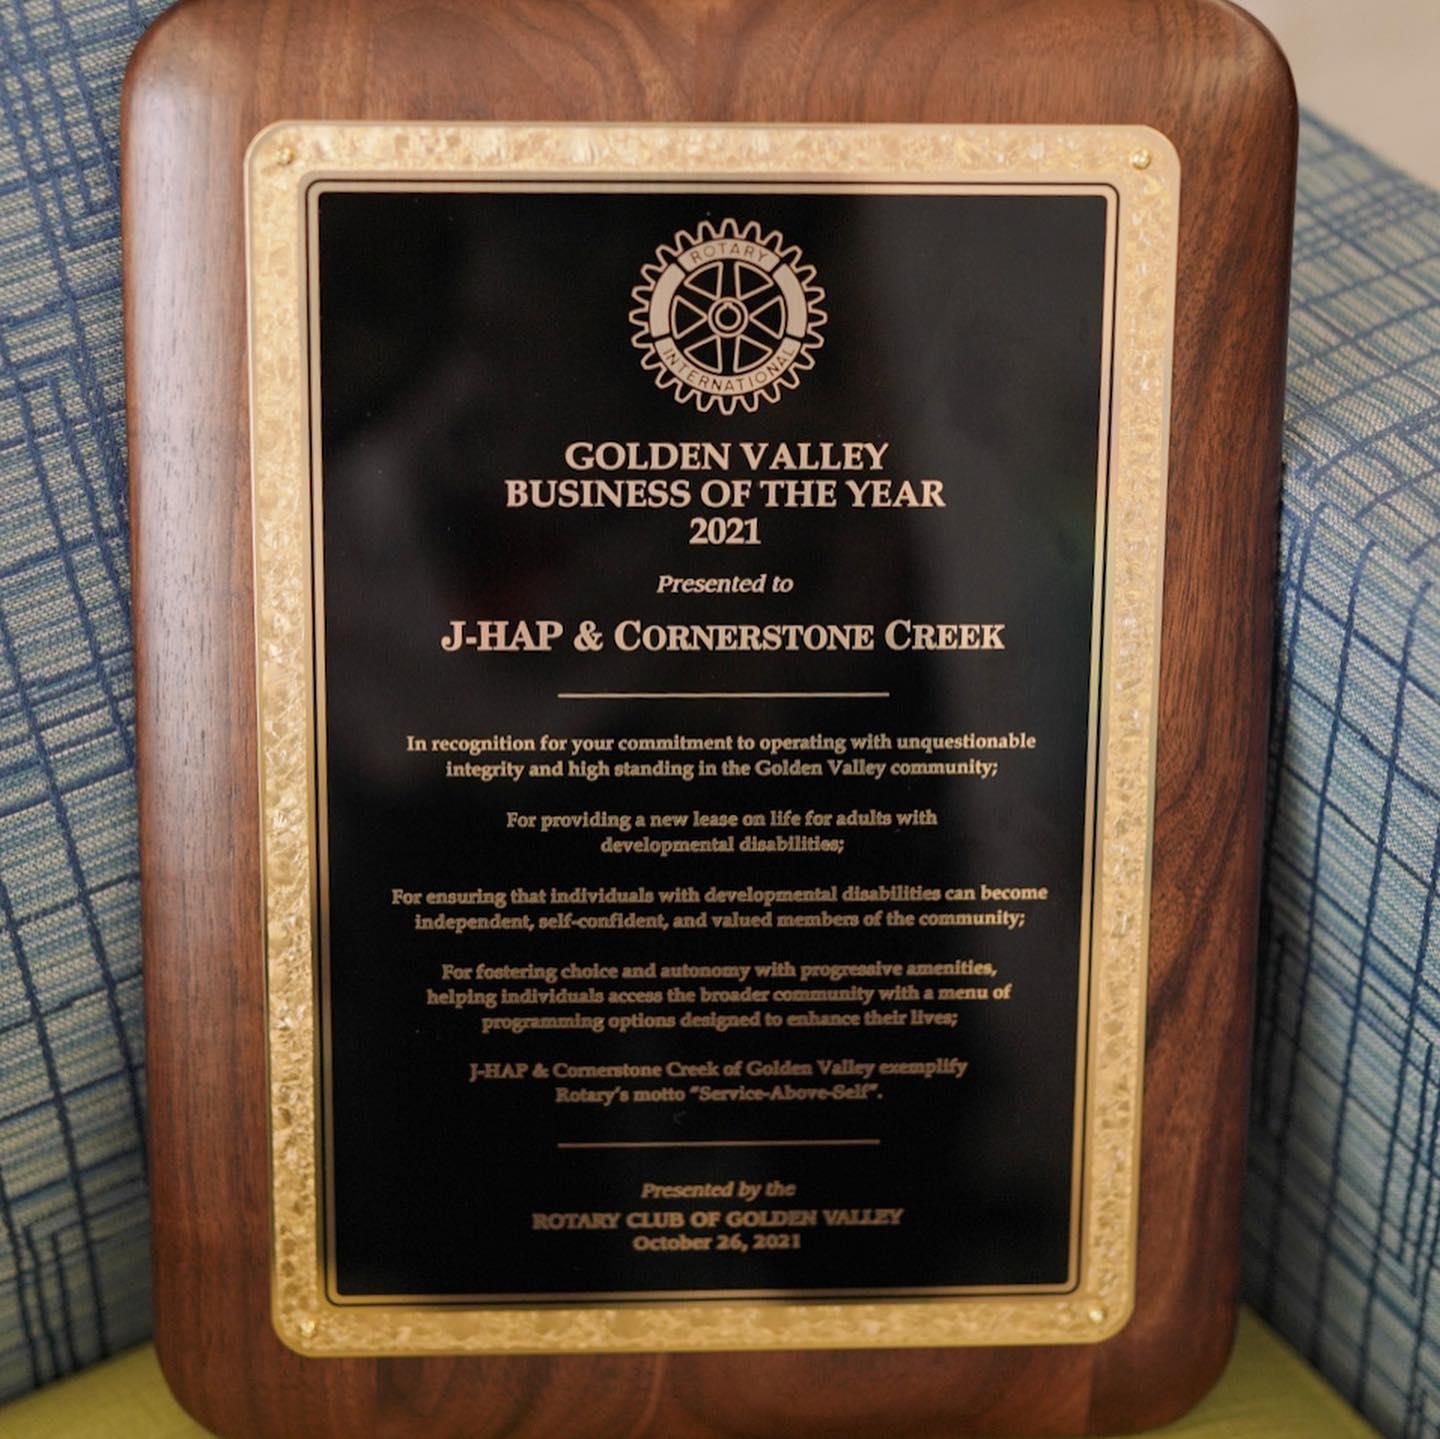 ROTARY
INTERNATIONAL
GOLDEN VALLEY
BUSINESS OF THE YEAR
2021
Presented to
J-HAP & CORNERSTONE CREEK
In recognition for your commitment to operating with unquestionable
integrity and high standing in the Golden Valley community;
For providing a new lease on life for adults with
developmental disabilities;
For ensuring that individuals with developmental disabilities can become
independent, self-confident, and valued members of the community;
For fostering choice and autonomy with progressive amenities,
helping individuals access the broader community with a menu of
programming options designed to enhance their lives;
J-HAP & Cornerstone Creek of Golden Valley exemplify
Rotary's motto "Service-Above-Self".
Presented by the
ROTARY CLUB OF GOLDEN VALLEY
October 26, 2021